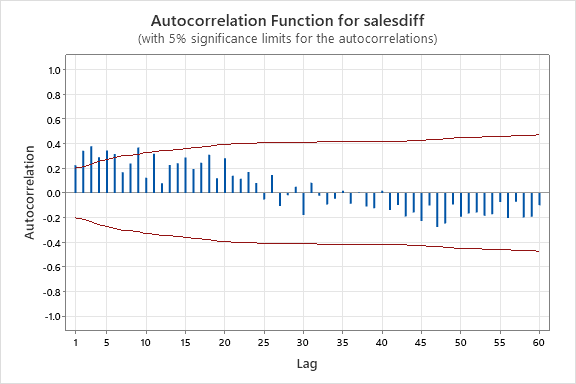 Autocorrelation Function for salesdiff
(with 5% significance limits for the autocorrelations)
1.0
0.8
0.6
0.4
0.2
0.0
-0.2
-0.4
-0.6
-0.8
-1.0
Autocorrelation
1 5 10 15 20 25 30 35 40 45 50 55 60
Lag